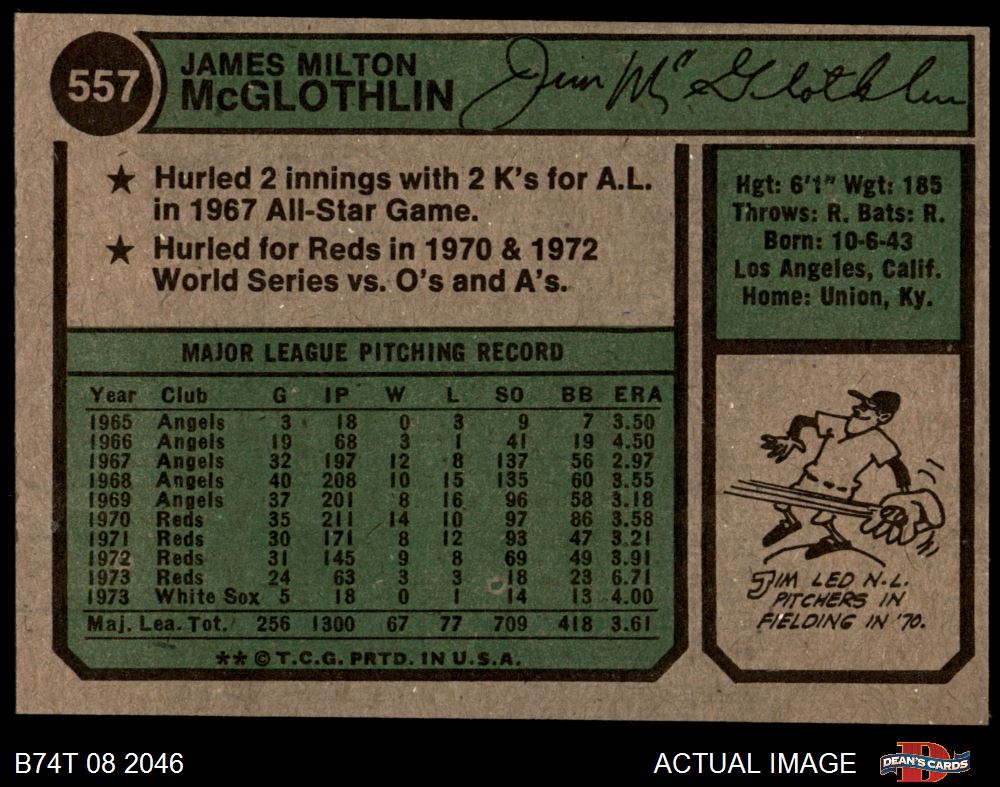 557
JAMES MILTON
McGLOTHLIN
Jim McGlothlin
★ Hurled 2 innings with 2 K's for A.L.
in 1967 All-Star Game.
★ Hurled for Reds in 1970 & 1972
World Series vs. O's and A's.
Hgt: 6'1" Wgt: 185
Throws: R. Bats: R.
Born: 10-6-43
Los Angeles, Calif.
Home: Union, Ky.
MAJOR LEAGUE PITCHING RECORD
Year Club G IP W L SO BB ERA
1965 Angels 3 18 0 3 9 7 3.50
1966 Angels 19 68 3 1 41 19 4.50
1967 Angels 32 197 12 8 137 56 2.97
1968 Angels 40 208 10 15 135 60 3.55
1969 Angels 37 201 8 16 96 58 3.18
1970 Reds 35 211 14 10 97 86 3.58
1971 Reds 30 171 8 12 93 47 3.21
1972 Reds 31 145 9 8 69 49 3.91
1973 Reds 24 63 3 3 18 23 6.71
1973 White Sox 5 18 0 1 14 13 4.00
Maj. Lea. Tot. 256 1300 67 77 709 418 3.61
** © T.C.G. PRTD. IN U.S.A.
JIM LED N.L.
PITCHERS IN
FIELDING IN '70.
B74T 08 2046
ACTUAL IMAGE
DEAN'S CARDS